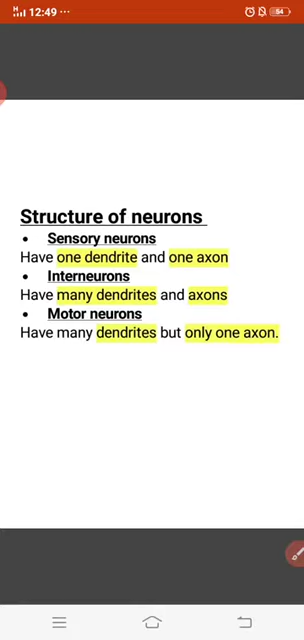 H 12:49 ··· 54
Structure of neurons
• Sensory neurons
Have one dendrite and one axon
• Interneurons
Have many dendrites and axons
• Motor neurons
Have many dendrites but only one axon.